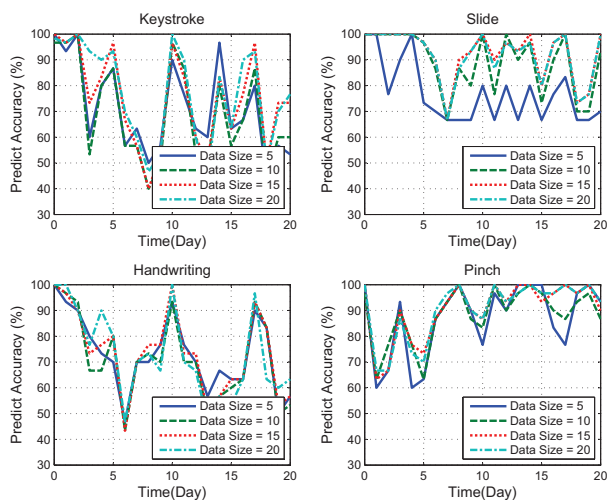 Keystroke
100
90
80
70
60
50
40
30
Predict Accuracy (%)
Data Size = 5
Data Size = 10
Data Size = 15
Data Size = 20
0 5 10 15 20
Time(Day)
Slide
100
90
80
70
60
50
40
30
Predict Accuracy (%)
Data Size = 5
Data Size = 10
Data Size = 15
Data Size = 20
0 5 10 15 20
Time(Day)
Handwriting
100
90
80
70
60
50
40
30
Predict Accuracy (%)
Data Size = 5
Data Size = 10
Data Size = 15
Data Size = 20
0 5 10 15 20
Time(Day)
Pinch
100
90
80
70
60
50
40
30
Predict Accuracy (%)
Data Size = 5
Data Size = 10
Data Size = 15
Data Size = 20
0 5 10 15 20
Time(Day)